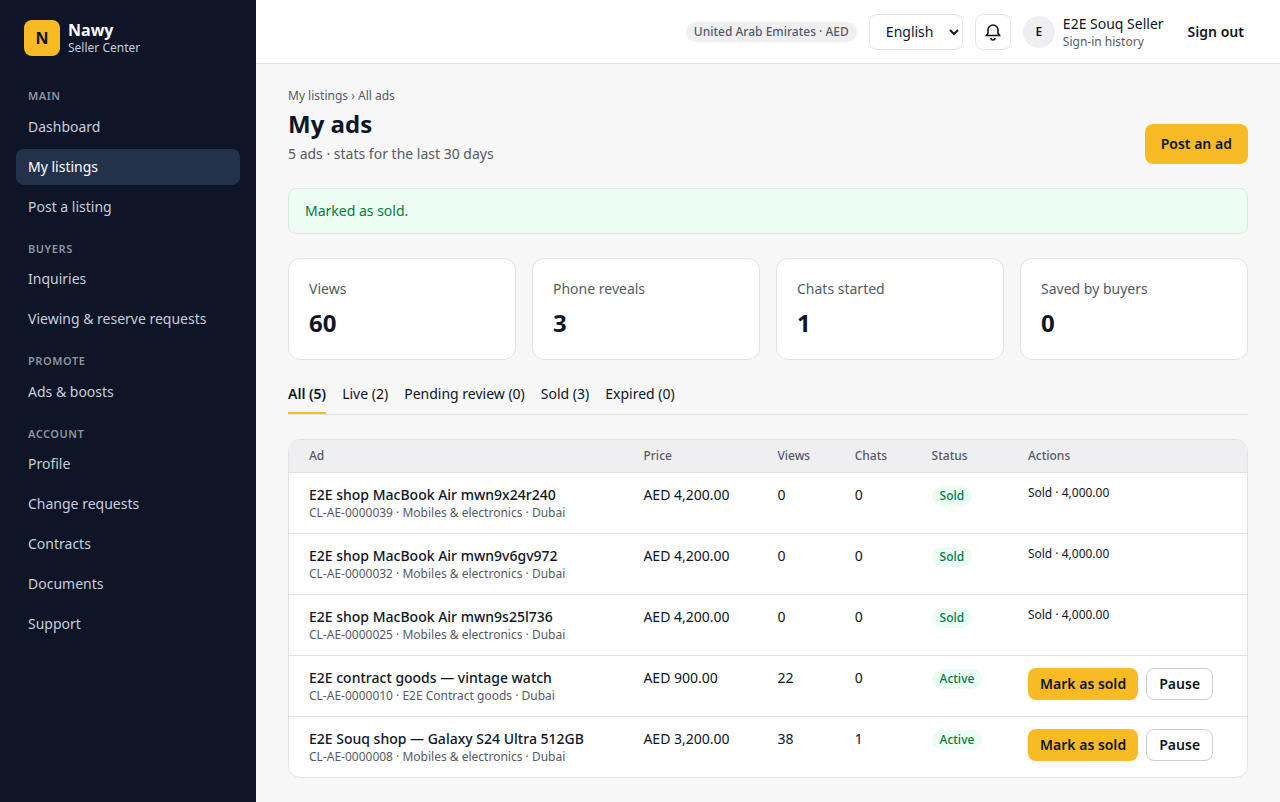 N
Nawy
Seller Center
MAIN
Dashboard
My listings
Post a listing
BUYERS
Inquiries
Viewing & reserve requests
PROMOTE
Ads & boosts
ACCOUNT
Profile
Change requests
Contracts
Documents
Support
United Arab Emirates · AED
English
E
E2E Souq Seller
Sign-in history
Sign out
My listings › All ads
My ads
5 ads · stats for the last 30 days
Post an ad
Marked as sold.
Views
60
Phone reveals
3
Chats started
1
Saved by buyers
0
All (5) Live (2) Pending review (0) Sold (3) Expired (0)
Ad Price Views Chats Status Actions
E2E shop MacBook Air mwn9x24r240 AED 4,200.00 0 0 Sold Sold · 4,000.00
CL-AE-0000039 · Mobiles & electronics · Dubai
E2E shop MacBook Air mwn9v6gv972 AED 4,200.00 0 0 Sold Sold · 4,000.00
CL-AE-0000032 · Mobiles & electronics · Dubai
E2E shop MacBook Air mwn9s25l736 AED 4,200.00 0 0 Sold Sold · 4,000.00
CL-AE-0000025 · Mobiles & electronics · Dubai
E2E contract goods — vintage watch AED 900.00 22 0 Active Mark as sold Pause
CL-AE-0000010 · E2E Contract goods · Dubai
E2E Souq shop — Galaxy S24 Ultra 512GB AED 3,200.00 38 1 Active Mark as sold Pause
CL-AE-0000008 · Mobiles & electronics · Dubai